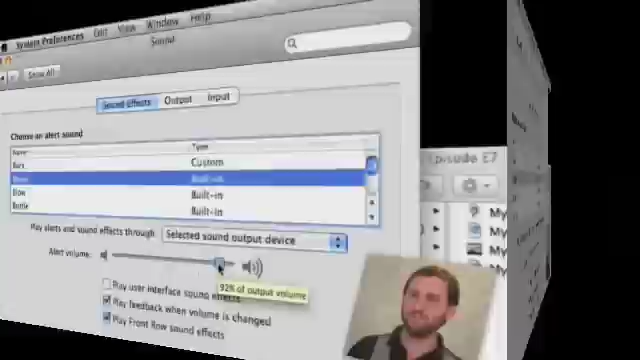 System Preferences Edit View Window Help
Sound
Show All
Sound Effects Output Input
Choose an alert sound
Name Type
Custom
Built-in
Blow Built-in
Bottle Built-in
Play alerts and sound effects through Selected sound output device
Alert volume:
92% of output volume
Play user interface sound effects
Play feedback when volume is changed
Play Front Row sound effects
Episode E7
My
My
My
My